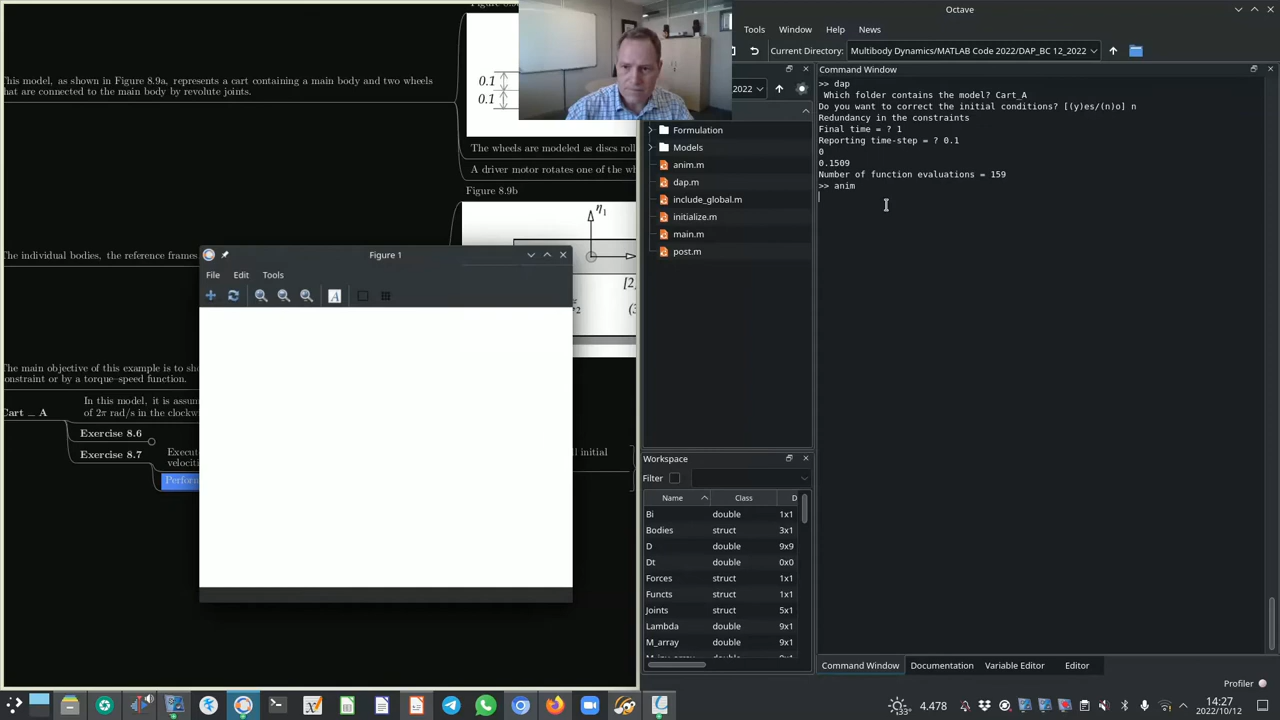 This model, as shown in Figure 8.9a, represents a cart containing a main body and two wheels
that are connected to the main body by revolute joints.
0.1
0.1
The wheels are modeled as discs roll
A driver motor rotates one of the wh
Figure 8.9b
η1
The individual bodies, the reference frames
[2]
The main objective of this example is to sh
constraint or by a torque–speed function.
Cart _ A
In this model, it is assum
of 2π rad/s in the clockw
Exercise 8.6
Exercise 8.7
Execut
velociti
ll initial
Perform
Figure 1
File
Edit
Tools
A
Octave
Tools
Window
Help
News
Current Directory:
Multibody Dynamics/MATLAB Code 2022/DAP_BC 12_2022
2022
Formulation
Models
anim.m
dap.m
include_global.m
initialize.m
main.m
post.m
Command Window
>> dap
Which folder contains the model? Cart_A
Do you want to correct the initial conditions? [(y)es/(n)o] n
Redundancy in the constraints
Final time = ? 1
Reporting time-step = ? 0.1
0
0.1509
Number of function evaluations = 159
>> anim
Workspace
Filter
Name
Class
D
Bi
double
1x1
Bodies
struct
3x1
D
double
9x9
Dt
double
0x0
Forces
struct
1x1
Functs
struct
1x1
Joints
struct
5x1
Lambda
double
9x1
M_array
double
9x1
Command Window
Documentation
Variable Editor
Editor
Profiler
33°
4.478
14:27
2022/10/12